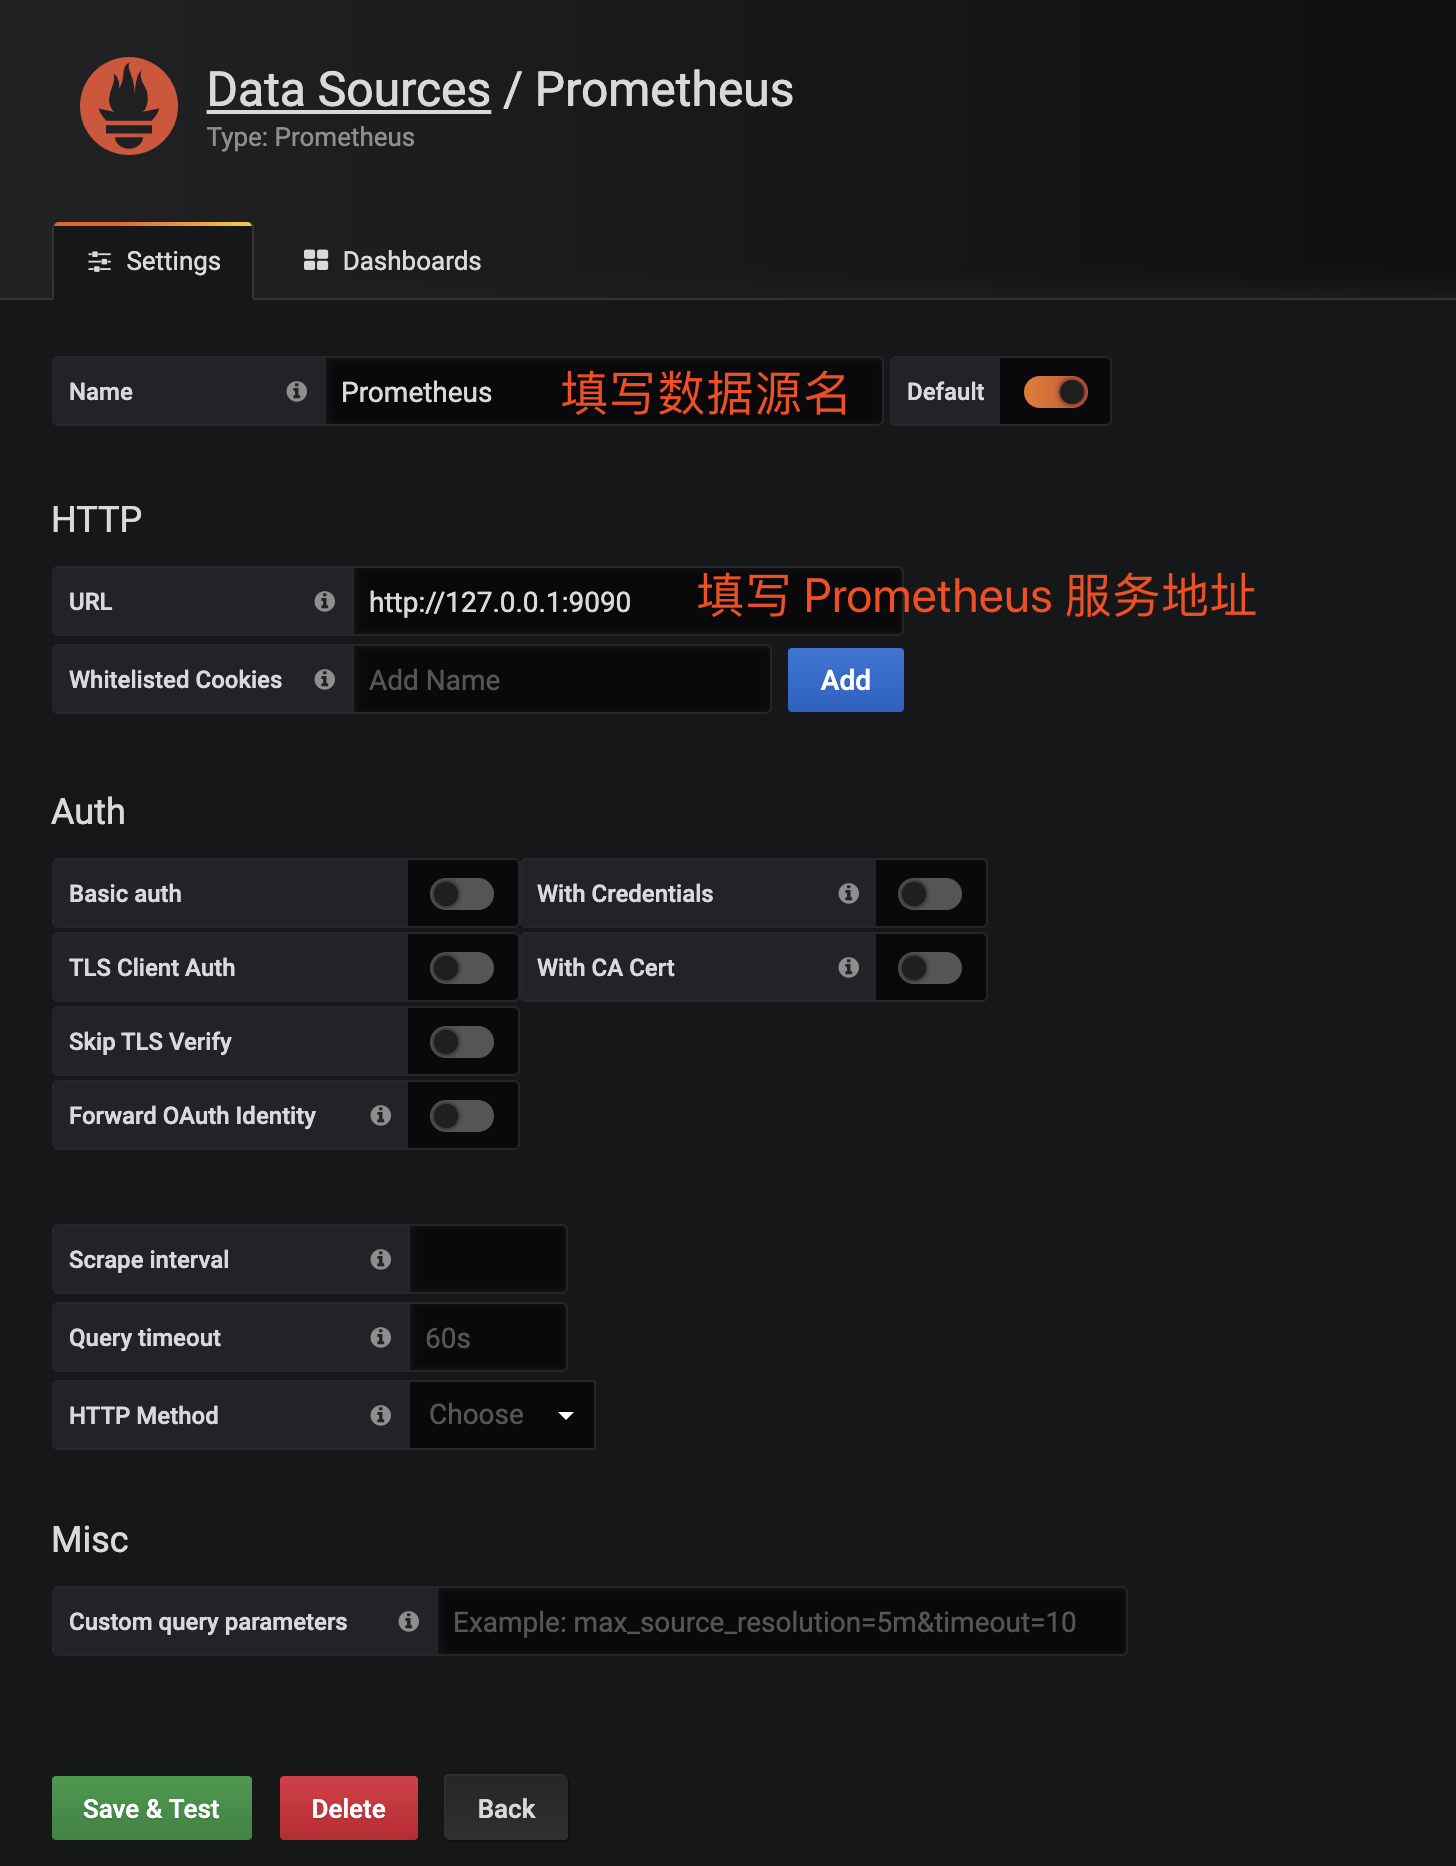 Data Sources / Prometheus
Type: Prometheus
Settings
Dashboards
Name
Prometheus
填写数据源名
Default
HTTP
URL
http://127.0.0.1:9090
填写 Prometheus 服务地址
Whitelisted Cookies
Add Name
Add
Auth
Basic auth
With Credentials
TLS Client Auth
With CA Cert
Skip TLS Verify
Forward OAuth Identity
Scrape interval
Query timeout
60s
HTTP Method
Choose
Misc
Custom query parameters
Example: max_source_resolution=5m&timeout=10
Save & Test
Delete
Back